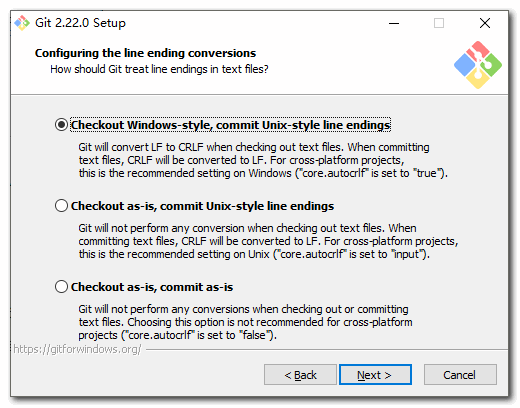 Git 2.22.0 Setup
Configuring the line ending conversions
How should Git treat line endings in text files?
Checkout Windows-style, commit Unix-style line endings
Git will convert LF to CRLF when checking out text files. When committing
text files, CRLF will be converted to LF. For cross-platform projects,
this is the recommended setting on Windows ("core.autocrlf" is set to "true").
Checkout as-is, commit Unix-style line endings
Git will not perform any conversion when checking out text files. When
committing text files, CRLF will be converted to LF. For cross-platform projects,
this is the recommended setting on Unix ("core.autocrlf" is set to "input").
Checkout as-is, commit as-is
Git will not perform any conversions when checking out or committing
text files. Choosing this option is not recommended for cross-platform
projects ("core.autocrlf" is set to "false").
https://gitforwindows.org/
< Back
Next >
Cancel